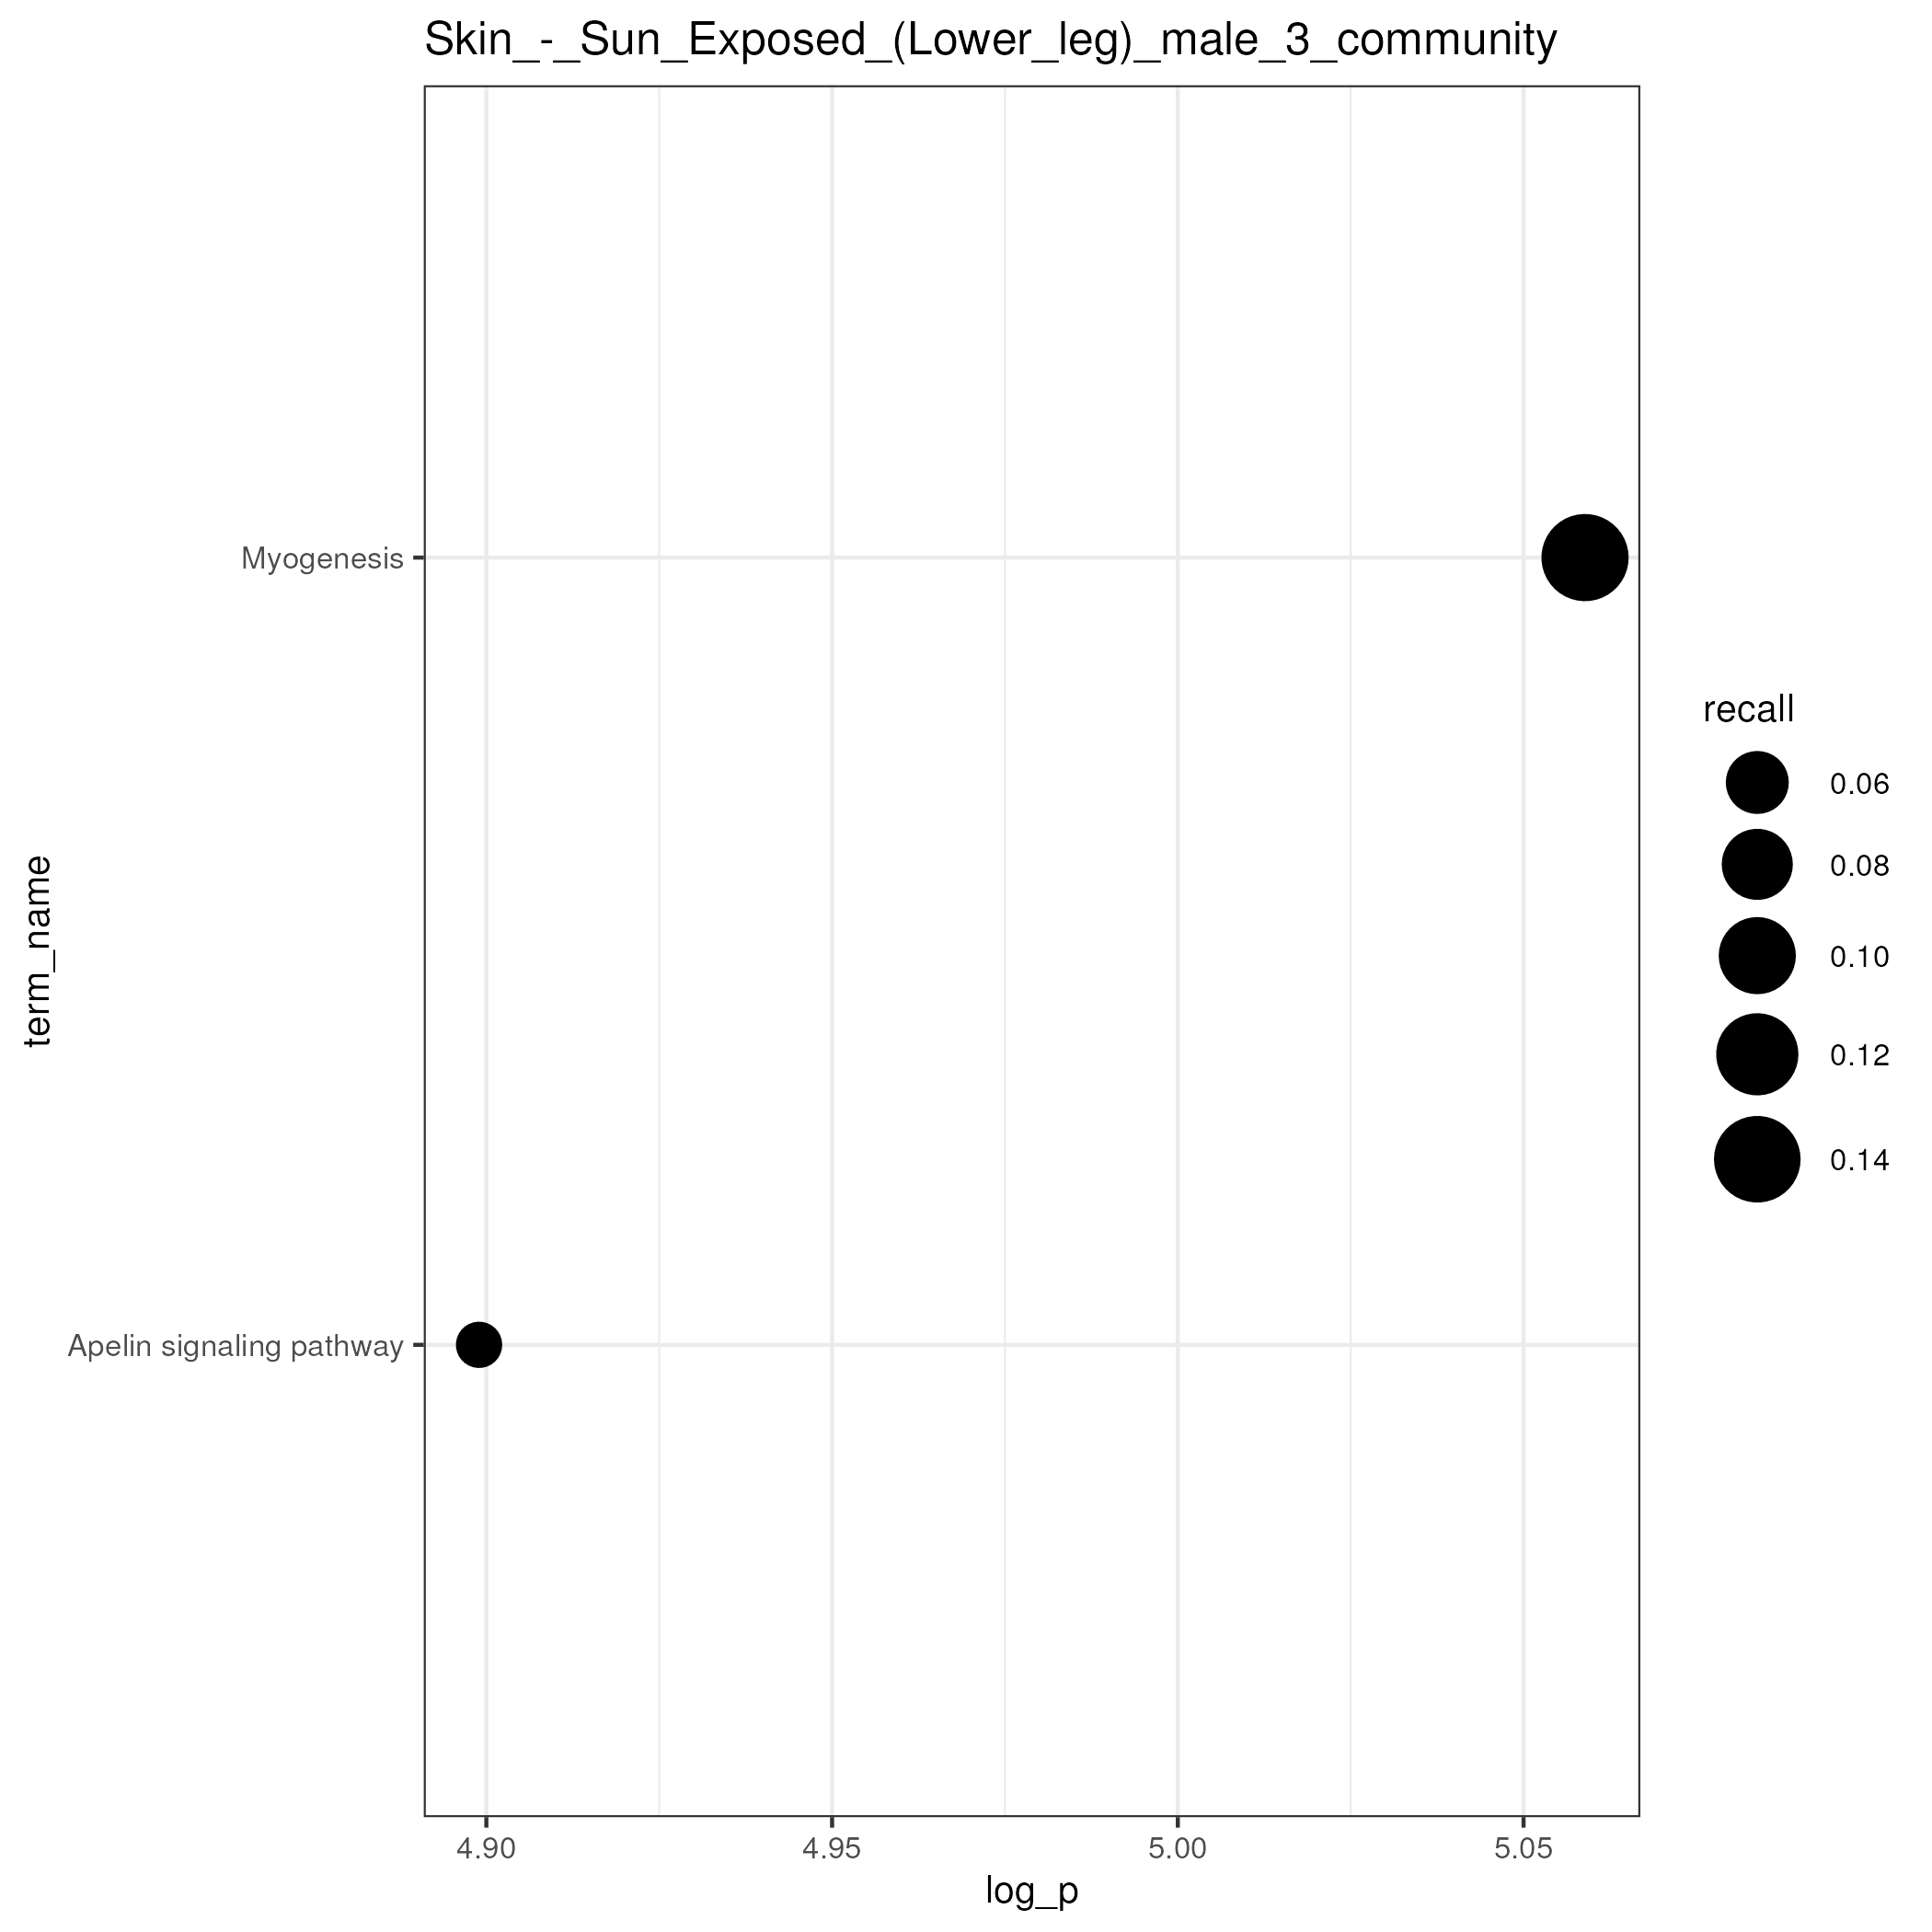 Skin_-_Sun_Exposed_(Lower_leg)_male_3_community
term_name
Myogenesis
Apelin signaling pathway
4.90
4.95
5.00
5.05
log_p
recall
0.06
0.08
0.10
0.12
0.14